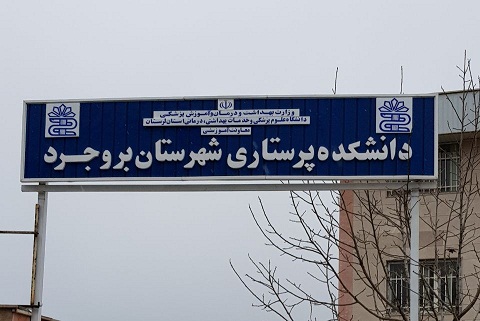 وزارت بهداشت و درمان و آموزش پزشکی
دانشگاه علوم پزشکی و خدمات بهداشتی، درمانی استان لرستان
معاونت آموزشی
دانشکده پرستاری شهرستان بروجرد